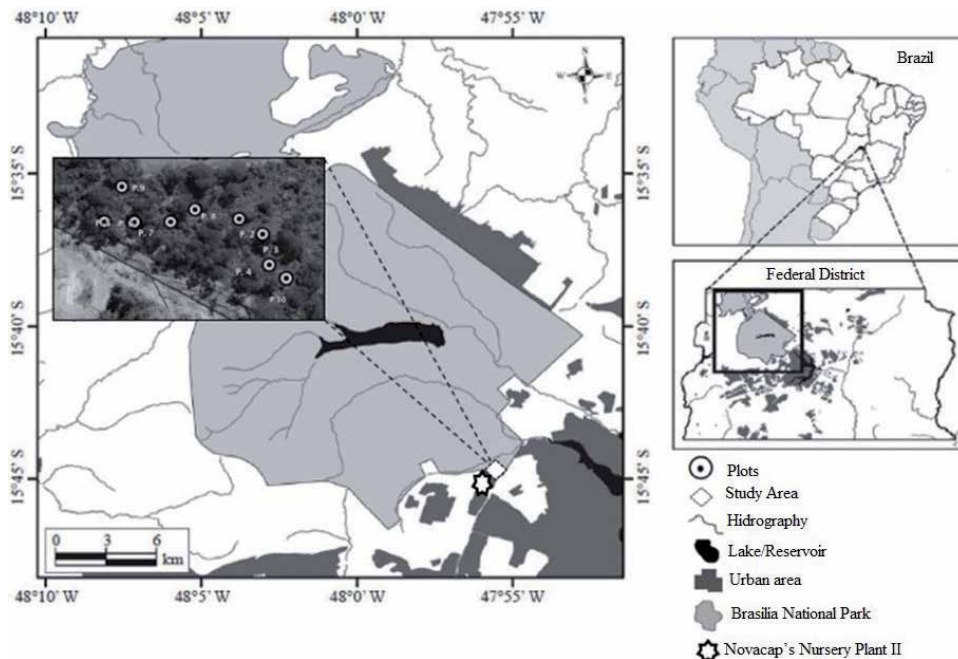 48°10' W 48°5' W 48°0' W 47°55' W
N
W E
S
15°35' S 15°35' S
15°40' S 15°40' S
15°45' S 15°45' S
P.9
P. 8
P. 7
P. 2
P. 3
P. 4
P.10
0 3 6
km
48°10' W 48°5' W 48°0' W 47°55' W
Brazil
Federal District
Plots
Study Area
Hidrography
Lake/Reservoir
Urban area
Brasilia National Park
Novacap's Nursery Plant II